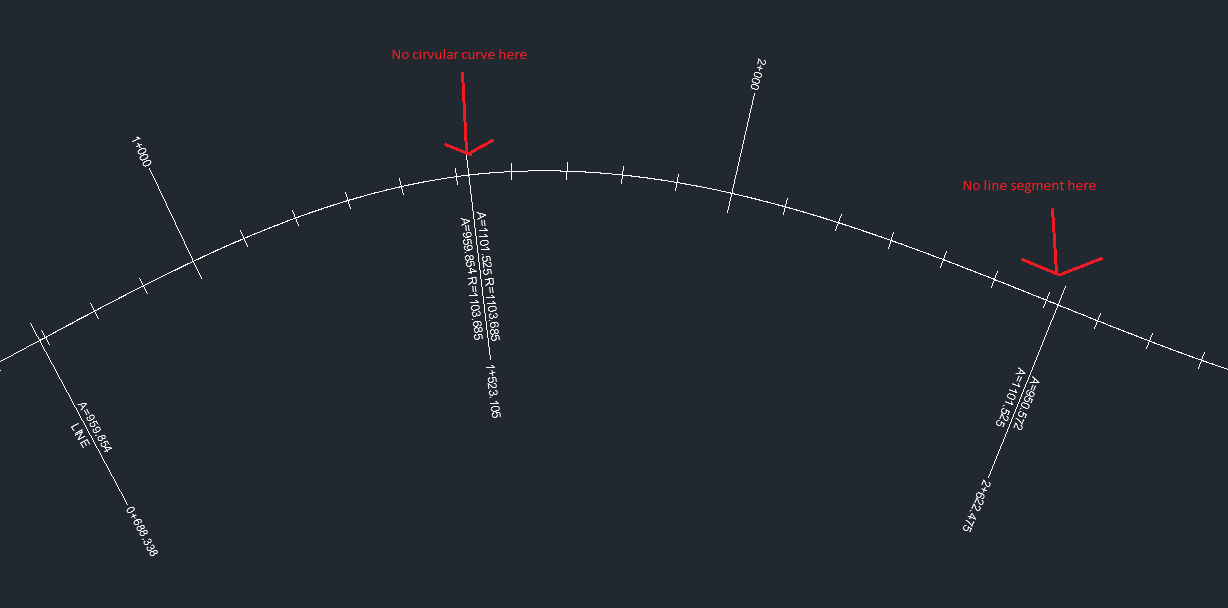 No cirvular curve here
2+000
1+000
No line segment here
A=1101.525 R=1103.685
A=959.854 R=1103.685
1+523.105
A=959.854
LINE
0+688.338
A=950.572
A=1101.525
2+622.475